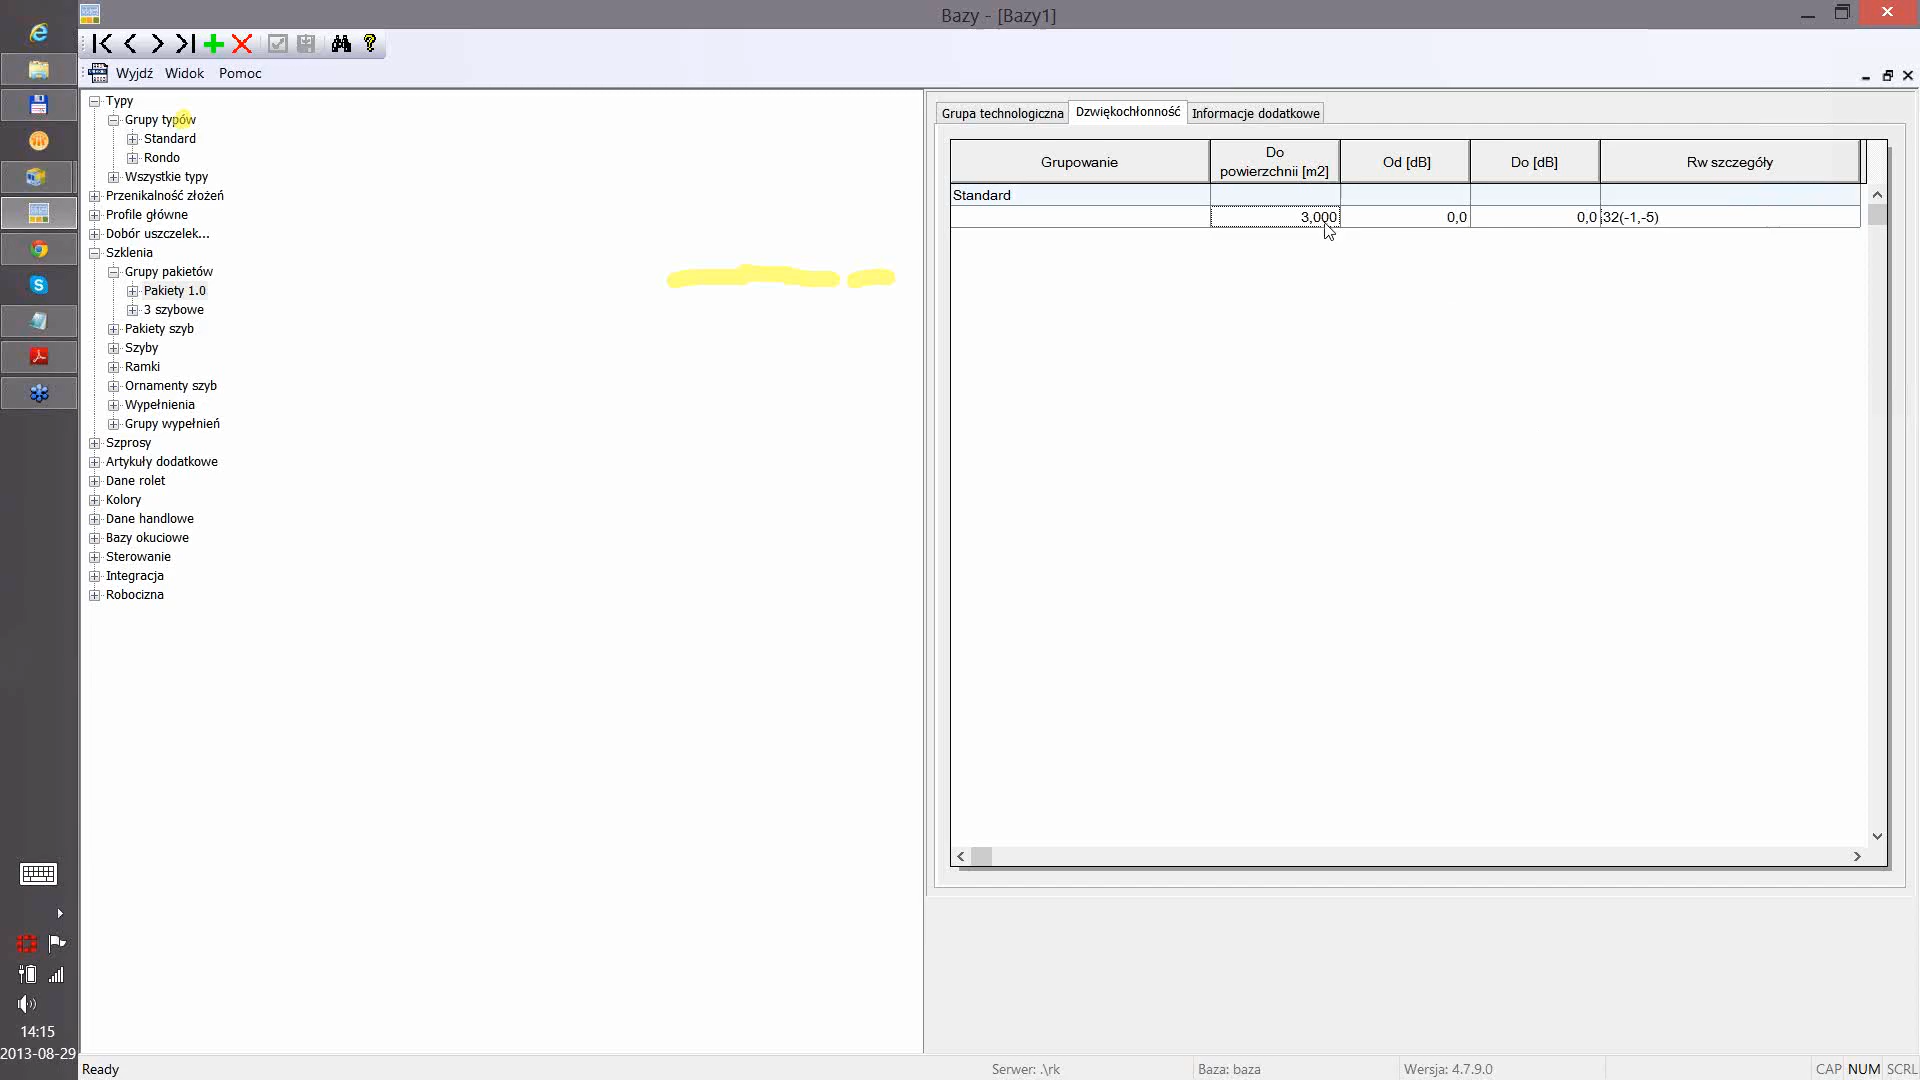 Bazy - [Bazy1]
Wyjdź Widok Pomoc
Typy
Grupy typów
Standard
Rondo
Wszystkie typy
Przenikalność złożeń
Profile główne
Dobór uszczelek...
Szklenia
Grupy pakietów
Pakiety 1.0
3 szybowe
Pakiety szyb
Szyby
Ramki
Ornamenty szyb
Wypełnienia
Grupy wypełnień
Szprosy
Artykuły dodatkowe
Dane rolet
Kolory
Dane handlowe
Bazy okuciowe
Sterowanie
Integracja
Robocizna
Grupa technologiczna Dzwiękochłonność Informacje dodatkowe
Grupowanie Do powierzchnii [m2] Od [dB] Do [dB] Rw szczegóły
Standard
3,000 0,0 0,0 32(-1,-5)
14:15
2013-08-29
Ready Serwer: .\rk Baza: baza Wersja: 4.7.9.0 CAP NUM SCRL